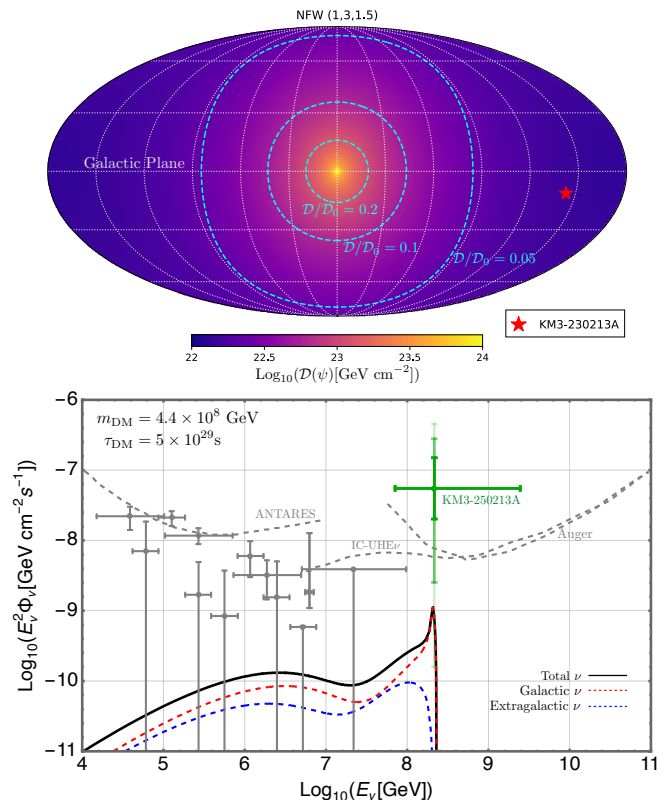 NFW (1,3,1.5)
Galactic Plane
𝒟/𝒟₀ = 0.2
𝒟/𝒟₀ = 0.1
𝒟/𝒟₀ = 0.05
KM3-230213A
22 22.5 23 23.5 24
Log₁₀(𝒟(ψ)[GeV cm⁻²])
m_DM = 4.4 × 10⁸ GeV
τ_DM = 5 × 10²⁹s
ANTARES
KM3-250213A
IC-UHEν
Auger
Total ν
Galactic ν
Extragalactic ν
Log₁₀(E_ν²Φ_ν[GeV cm⁻²s⁻¹])
−6
−7
−8
−9
−10
−11
4 5 6 7 8 9 10 11
Log₁₀(E_ν[GeV])